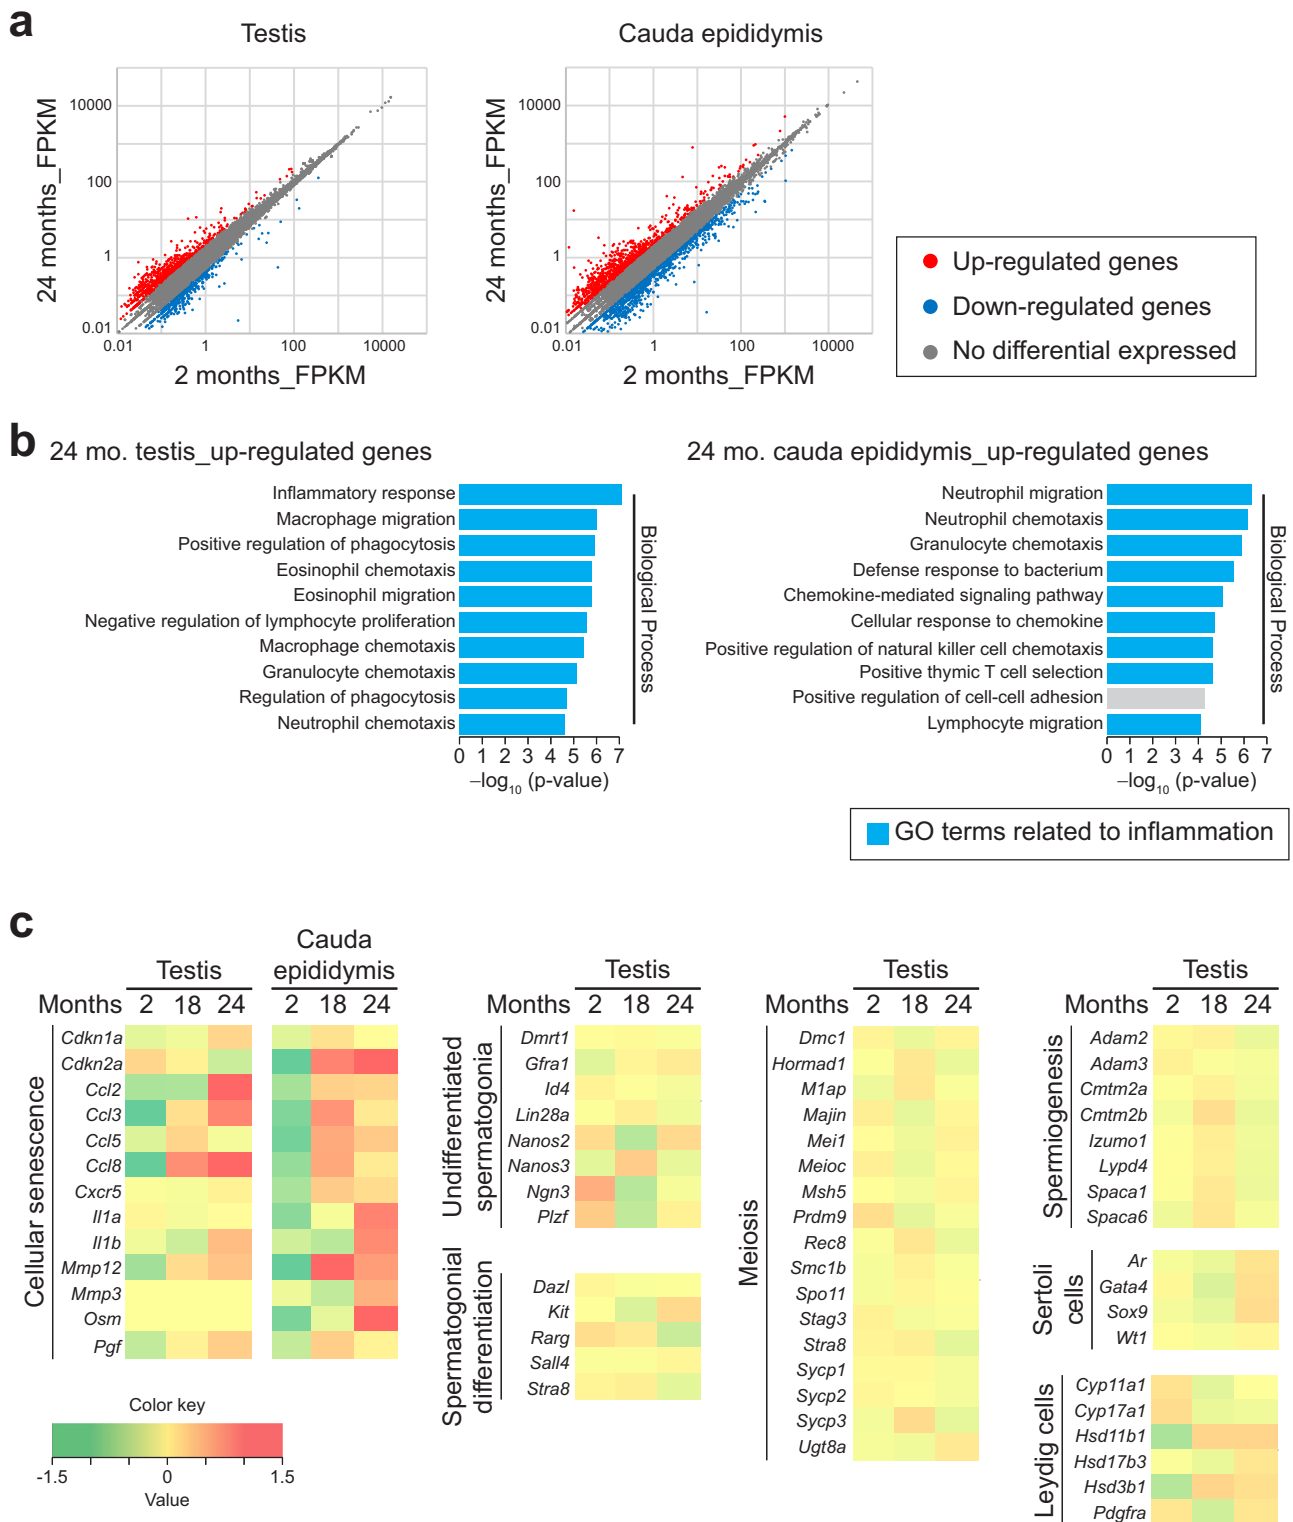 a
Testis
Cauda epididymis
24 months_FPKM
10000
100
1
0.01
0.01
1
100
10000
2 months_FPKM
24 months_FPKM
10000
100
1
0.01
0.01
1
100
10000
2 months_FPKM
Up-regulated genes
Down-regulated genes
No differential expressed
b
24 mo. testis_up-regulated genes
Inflammatory response
Macrophage migration
Positive regulation of phagocytosis
Eosinophil chemotaxis
Eosinophil migration
Negative regulation of lymphocyte proliferation
Macrophage chemotaxis
Granulocyte chemotaxis
Regulation of phagocytosis
Neutrophil chemotaxis
Biological Process
0 1 2 3 4 5 6 7
−log10 (p-value)
24 mo. cauda epididymis_up-regulated genes
Neutrophil migration
Neutrophil chemotaxis
Granulocyte chemotaxis
Defense response to bacterium
Chemokine-mediated signaling pathway
Cellular response to chemokine
Positive regulation of natural killer cell chemotaxis
Positive thymic T cell selection
Positive regulation of cell-cell adhesion
Lymphocyte migration
Biological Process
0 1 2 3 4 5 6 7
−log10 (p-value)
GO terms related to inflammation
c
Testis
Cauda
epididymis
Months 2 18 24 2 18 24
Cellular senescence
Cdkn1a
Cdkn2a
Ccl2
Ccl3
Ccl5
Ccl8
Cxcr5
Il1a
Il1b
Mmp12
Mmp3
Osm
Pgf
Color key
-1.5 0 1.5
Value
Testis
Months 2 18 24
Undifferentiated
spermatogonia
Dmrt1
Gfra1
Id4
Lin28a
Nanos2
Nanos3
Ngn3
Plzf
Spermatogonial
differentiation
Dazl
Kit
Rarg
Sall4
Stra8
Testis
Months 2 18 24
Meiosis
Dmc1
Hormad1
M1ap
Majin
Mei1
Meioc
Msh5
Prdm9
Rec8
Smc1b
Spo11
Stag3
Stra8
Sycp1
Sycp2
Sycp3
Ugt8a
Testis
Months 2 18 24
Spermiogenesis
Adam2
Adam3
Cmtm2a
Cmtm2b
Izumo1
Lypd4
Spaca1
Spaca6
Sertoli
cells
Ar
Gata4
Sox9
Wt1
Leydig cells
Cyp11a1
Cyp17a1
Hsd11b1
Hsd17b3
Hsd3b1
Pdgfra